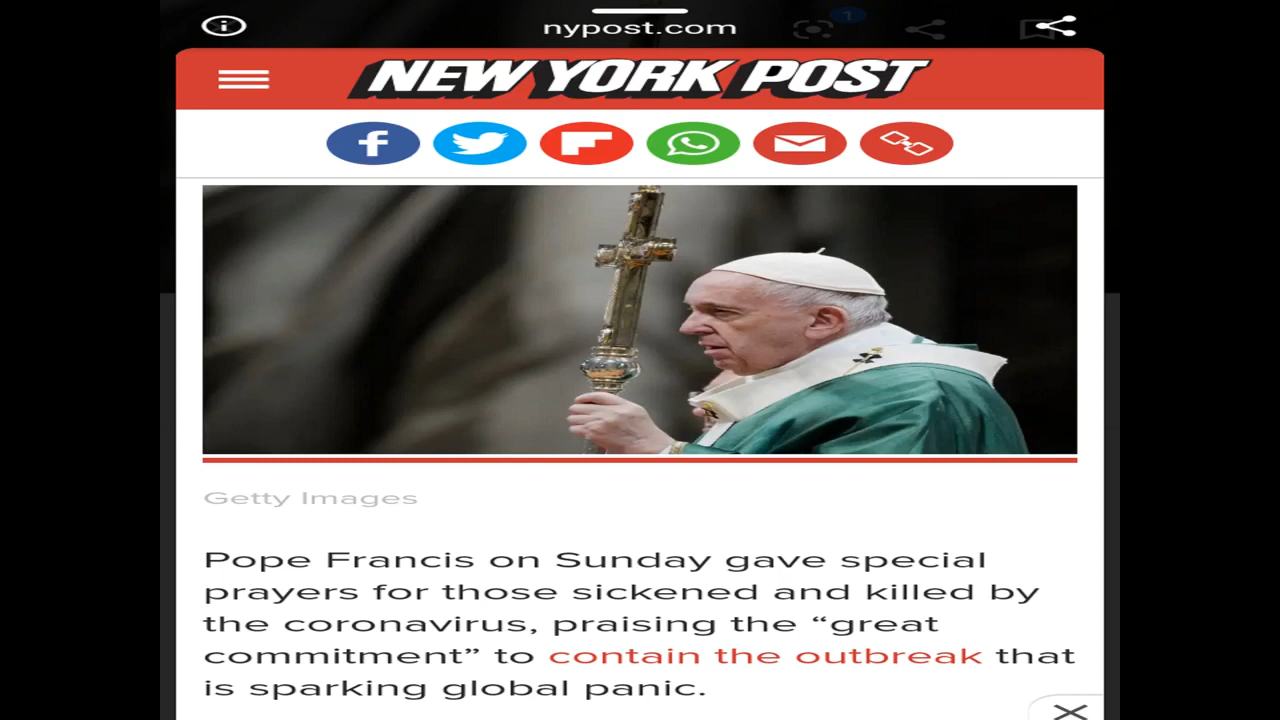 nypost.com
1
NEW YORK POST
Getty Images
Pope Francis on Sunday gave special
prayers for those sickened and killed by
the coronavirus, praising the “great
commitment” to contain the outbreak that
is sparking global panic.